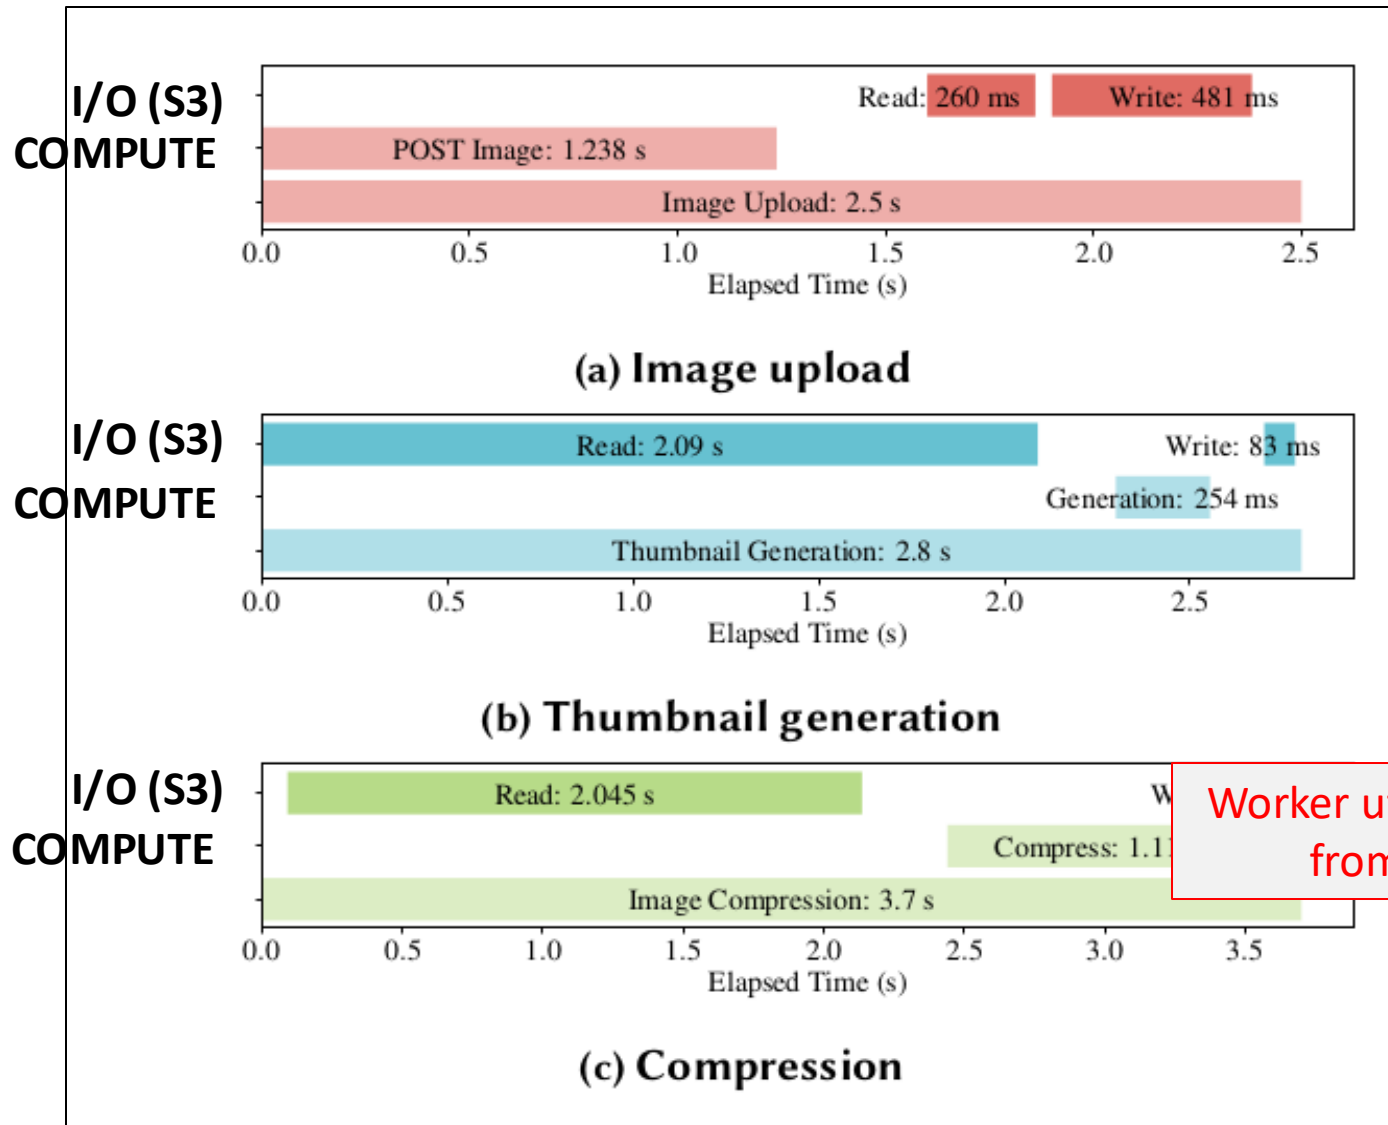 I/O (S3)
Read: 260 ms
Write: 481 ms
COMPUTE
POST Image: 1.238 s
Image Upload: 2.5 s
0.0 0.5 1.0 1.5 2.0 2.5
Elapsed Time (s)
(a) Image upload
I/O (S3)
Read: 2.09 s
Write: 83 ms
COMPUTE
Generation: 254 ms
Thumbnail Generation: 2.8 s
0.0 0.5 1.0 1.5 2.0 2.5
Elapsed Time (s)
(b) Thumbnail generation
I/O (S3)
Read: 2.045 s
COMPUTE
Compress:
Worker
from
Image Compression: 3.7 s
0.0 0.5 1.0 1.5 2.0 2.5 3.0 3.5
Elapsed Time (s)
(c) Compression